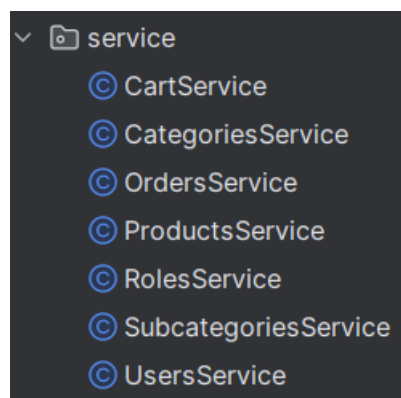 service
CartService
CategoriesService
OrdersService
ProductsService
RolesService
SubcategoriesService
UsersService